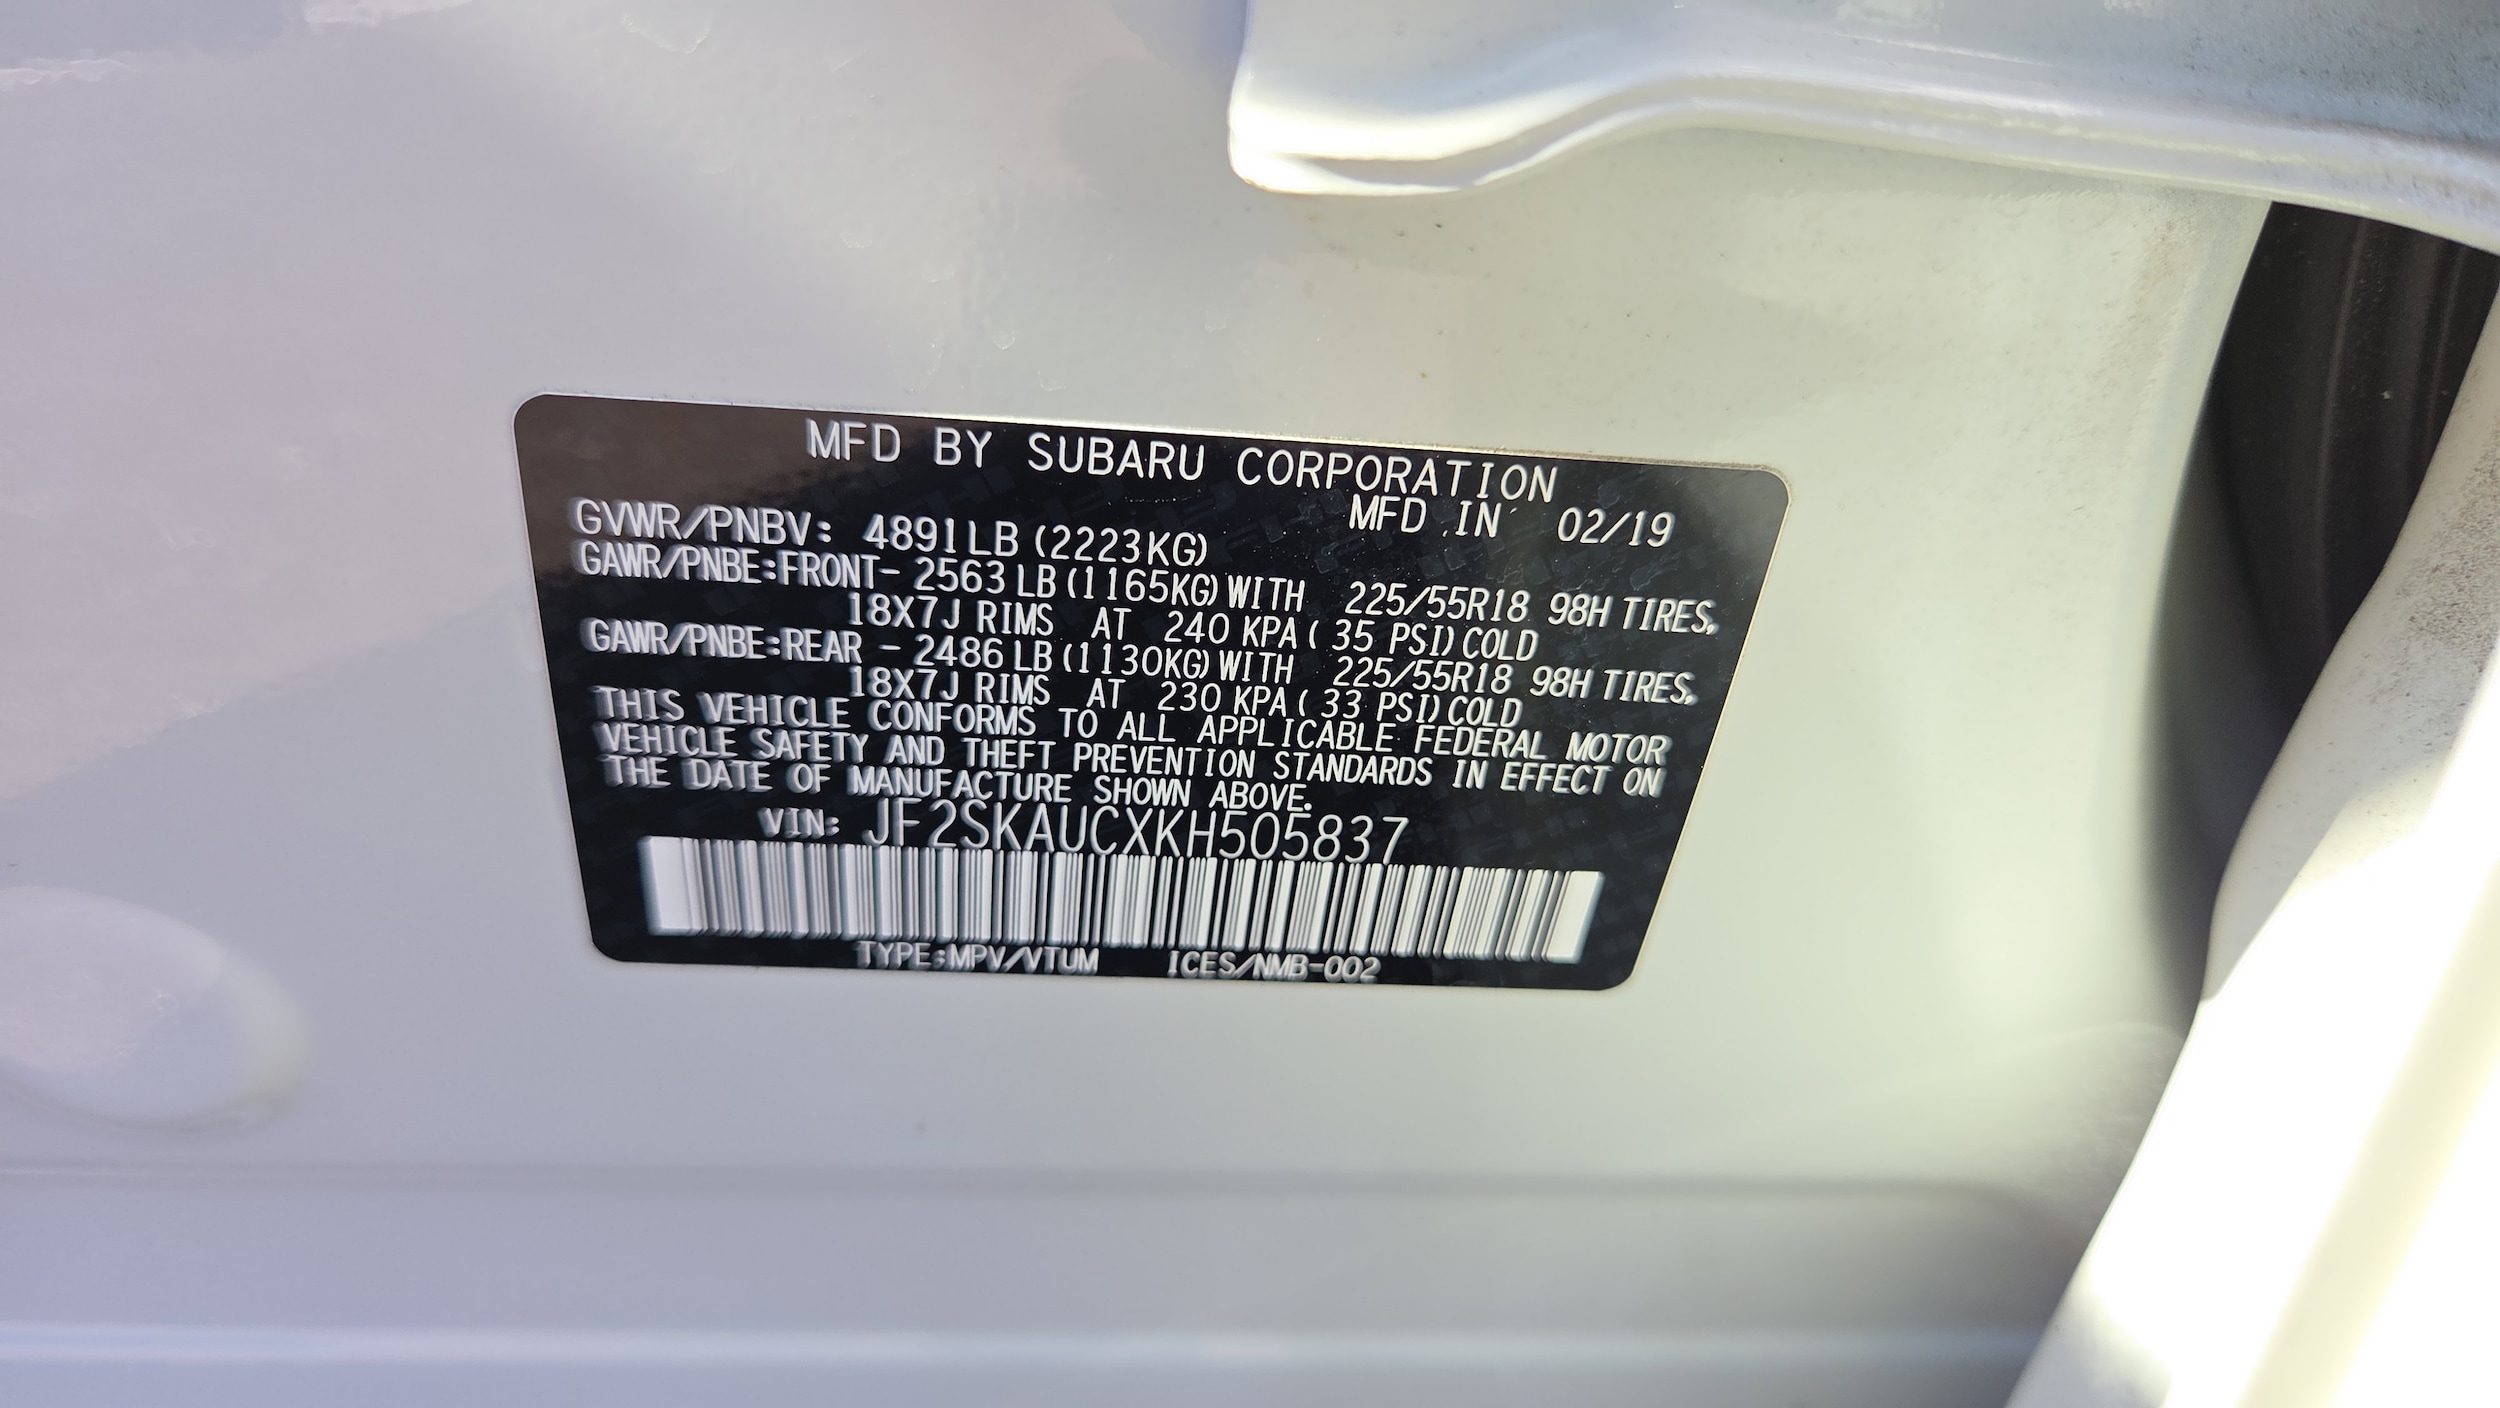 MFD BY SUBARU CORPORATION
MFD IN 02/19
GVWR/PNBV: 4891LB (2223KG)
GAWR/PNBE:FRONT- 2563 LB (1165KG) WITH 225/55R18 98H TIRES,
18X7J RIMS AT 240 KPA ( 35 PSI) COLD
GAWR/PNBE:REAR - 2486 LB (1130KG) WITH 225/55R18 98H TIRES,
18X7J RIMS AT 230 KPA ( 33 PSI) COLD
THIS VEHICLE CONFORMS TO ALL APPLICABLE FEDERAL MOTOR
VEHICLE SAFETY AND THEFT PREVENTION STANDARDS IN EFFECT ON
THE DATE OF MANUFACTURE SHOWN ABOVE.
VIN: JF2SKAUCXKH505837
TYPE:MPV/VTUM ICES/NMB-002